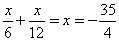 x/6 + x/12 = x = -35/4